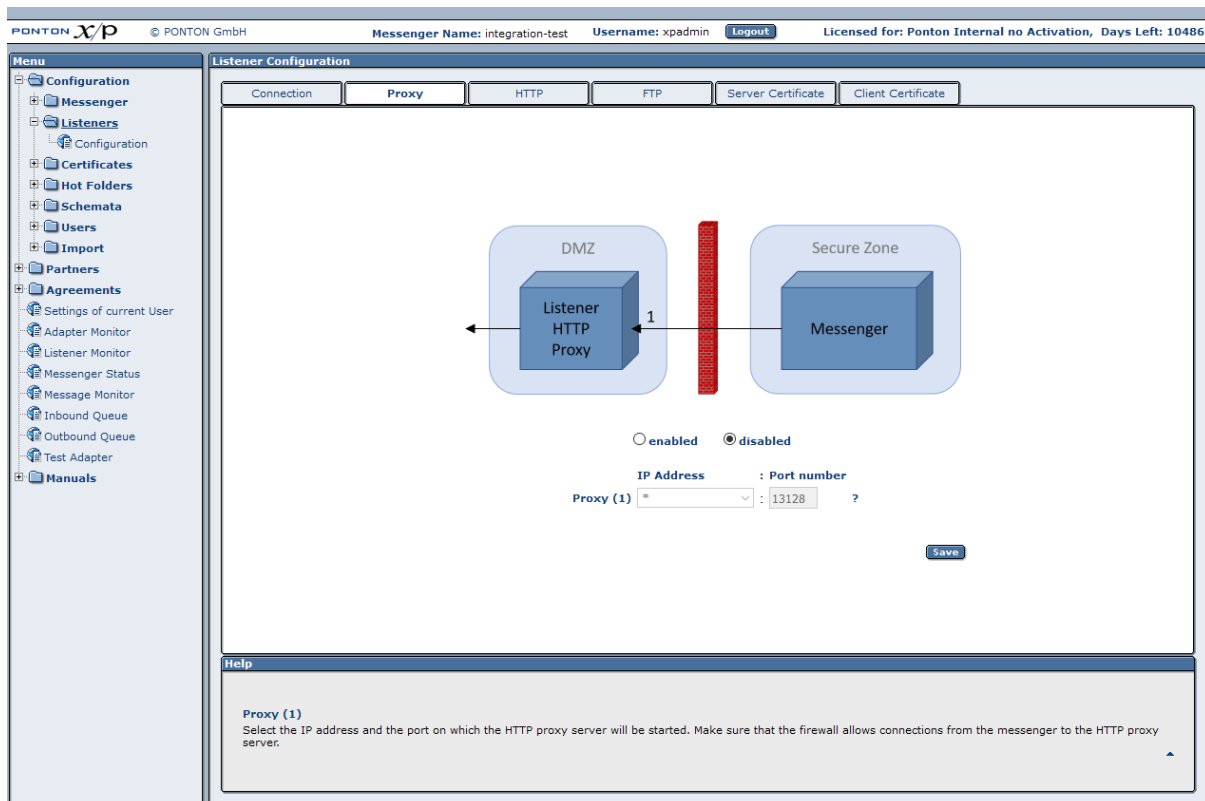 PONTON X/P © PONTON GmbH Messenger Name: integration-test Username: xpadmin Logout Licensed for: Ponton Internal no Activation, Days Left: 10486
Menu
Configuration
Messenger
Listeners
Configuration
Certificates
Hot Folders
Schemata
Users
Import
Partners
Agreements
Settings of current User
Adapter Monitor
Listener Monitor
Messenger Status
Message Monitor
Inbound Queue
Outbound Queue
Test Adapter
Manuals
Listener Configuration
Connection Proxy HTTP FTP Server Certificate Client Certificate
DMZ
Listener
HTTP
Proxy
1
Secure Zone
Messenger
enabled disabled
IP Address : Port number
Proxy (1) * : 13128 ?
Save
Help
Proxy (1)
Select the IP address and the port on which the HTTP proxy server will be started. Make sure that the firewall allows connections from the messenger to the HTTP proxy
server.